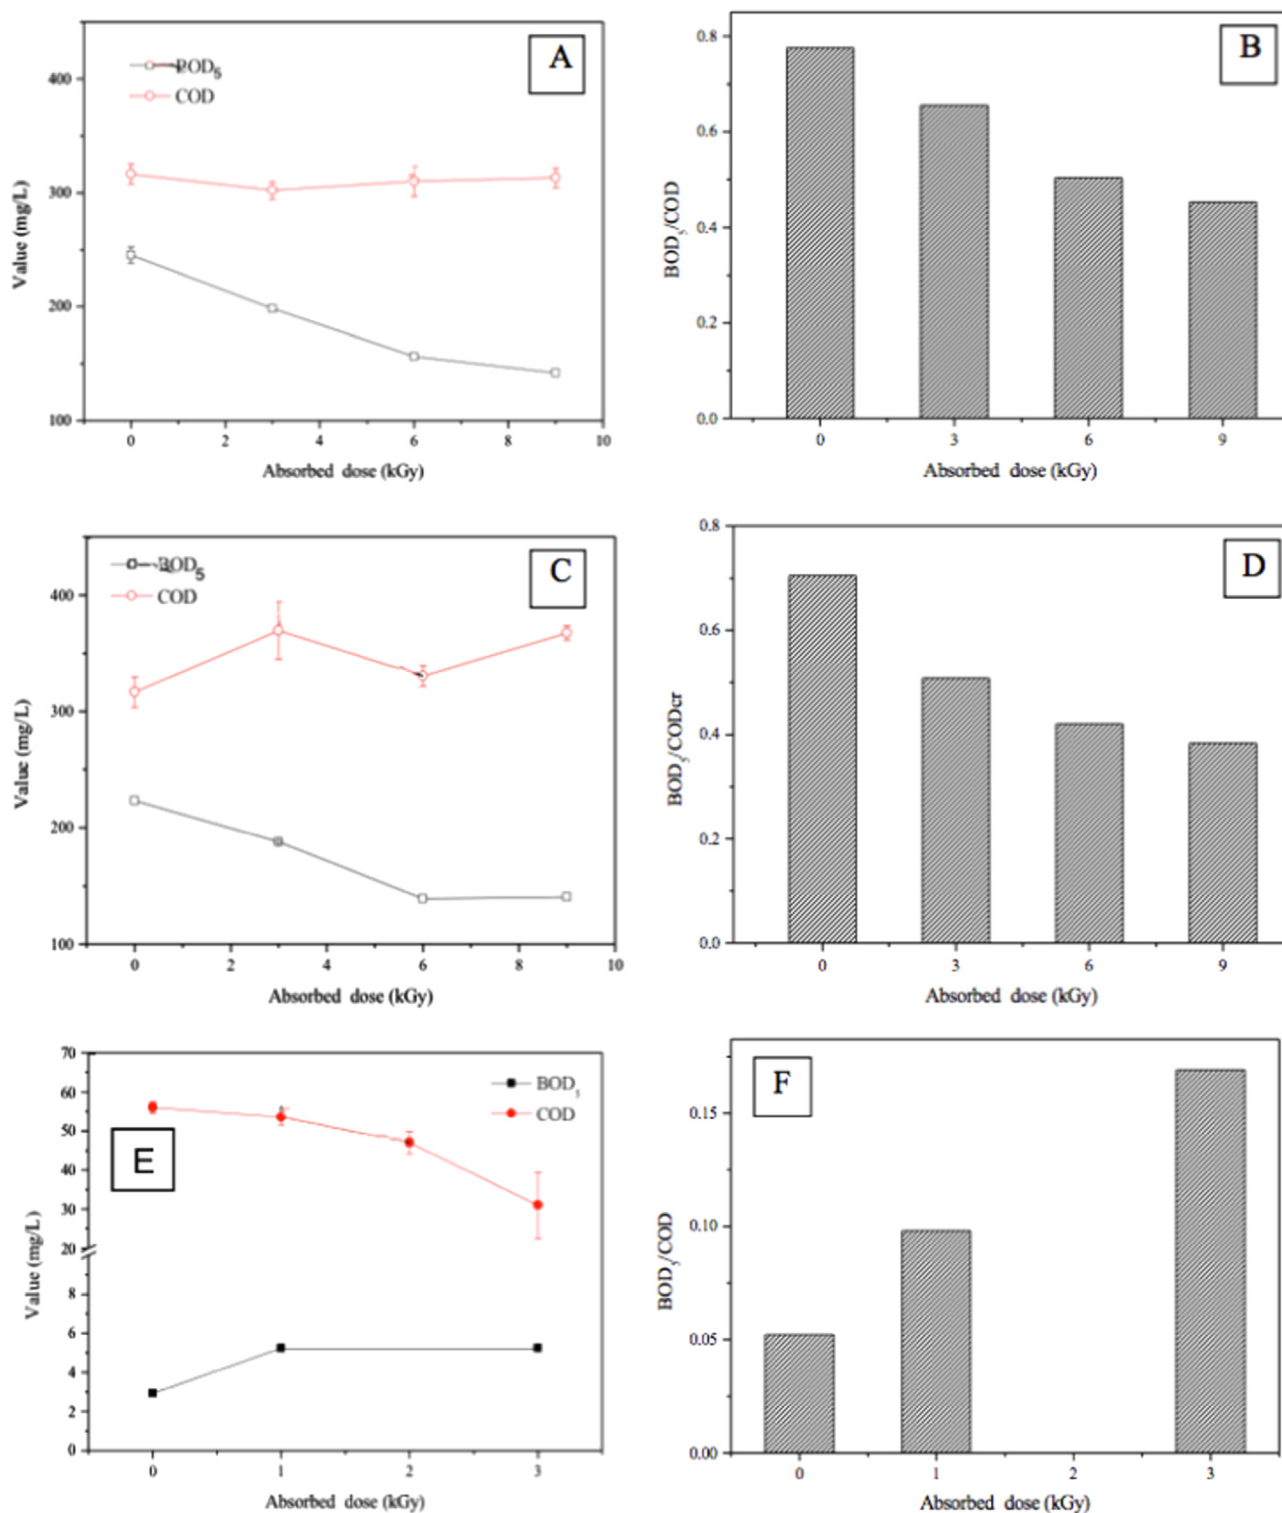 A
BOD5
COD
400
300
200
100
Value (mg/L)
0 2 4 6 8 10
Absorbed dose (kGy)
B
0.8
0.6
0.4
0.2
0.0
BOD5/COD
0 3 6 9
Absorbed dose (kGy)
C
BOD5
COD
400
300
200
100
Value (mg/L)
0 2 4 6 8 10
Absorbed dose (kGy)
D
0.8
0.6
0.4
0.2
0.0
BOD5/CODcr
0 3 6 9
Absorbed dose (kGy)
E
BOD5
COD
70
60
50
40
30
20
8
6
4
2
0
Value (mg/L)
0 1 2 3
Absorbed dose (kGy)
F
0.15
0.10
0.05
0.00
BOD5/COD
0 1 2 3
Absorbed dose (kGy)